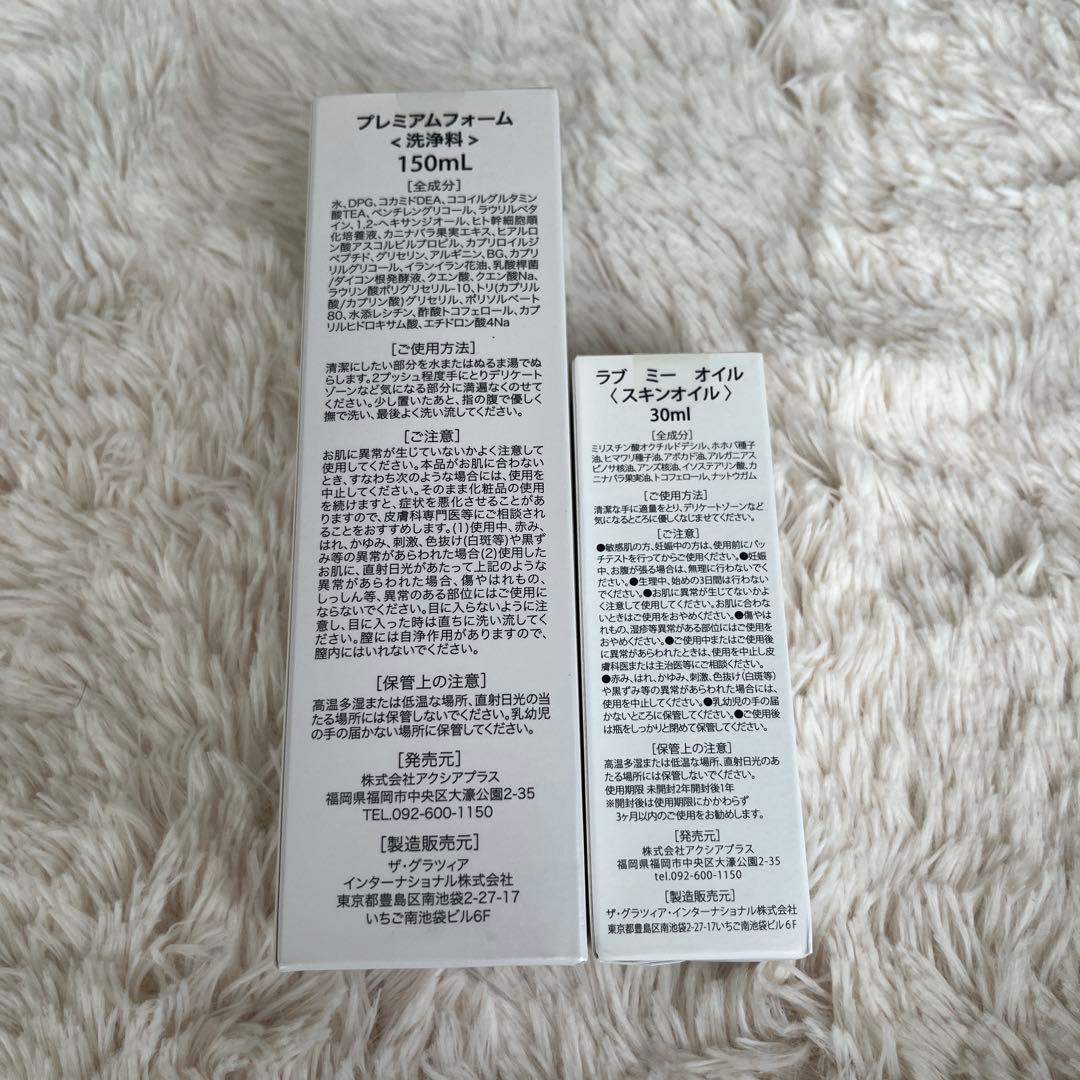 プレミアムフォーム
<洗浄料>
150mL
[全成分]
水、DPG、コカミドDEA、ココイルグルタミン
酸TEA、ペンチレングリコール、ラウリルベタ
イン、1,2-ヘキサンジオール、ヒト幹細胞順
化培養液、カニナバラ果実エキス、ヒアルロ
ン酸アスコルビルプロピル、カプリロイルジ
ペプチド、グリセリン、アルギニン、BG、カプリ
リルグリコール、イランイラン花油、乳酸桿菌
/ダイコン根発酵液、クエン酸、クエン酸Na、
ラウリン酸ポリグリセリル-10、トリ(カプリル
酸/カプリン酸)グリセリル、ポリソルベート
80、水添レシチン、酢酸トコフェロール、カプ
リルヒドロキサム酸、エチドロン酸4Na
[ご使用方法]
清潔にしたい部分を水またはぬるま湯でぬ
らします。2プッシュ程度手にとりデリケート
ゾーンなど気になる部分に満遍なくのせて
ください。少し置いたあと、指の腹で優しく
撫で洗い、最後よく洗い流してください。
[ご注意]
お肌に異常が生じていないかよく注意して
使用してください。本品がお肌に合わない
とき、すなわち次のような場合には、使用を
中止してください。そのまま化粧品の使用
を続けますと、症状を悪化させることがあ
りますので、皮膚科専門医等にご相談され
ることをおすすめします。(1)使用中、赤み、
はれ、かゆみ、刺激、色抜け(白斑等)や黒ず
み等の異常があらわれた場合(2)使用した
お肌に、直射日光があたって上記のような
異常があらわれた場合、傷やはれもの、
しっしん等、異常のある部位にはご使用に
ならないでください。目に入らないように注
意し、目に入った時は直ちに洗い流してく
ださい。膣には自浄作用がありますので、
膣内にはいれないでください。
[保管上の注意]
高温多湿または低温な場所、直射日光の当
たる場所には保管しないでください。乳幼児
の手の届かない場所に保管してください。
[発売元]
株式会社アクシアプラス
福岡県福岡市中央区大濠公園2-35
TEL.092-600-1150
[製造販売元]
ザ・グラツィア
インターナショナル株式会社
東京都豊島区南池袋2-27-17
いちご南池袋ビル6F
ラブ ミー オイル
〈スキンオイル〉
30ml
[全成分]
ミリスチン酸オクチルドデシル、ホホバ種子
油、ヒマワリ種子油、アボカド油、アルガニアス
ピノサ核油、アンズ核油、イソステアリン酸、カ
ニナバラ果実油、トコフェロール、ナットウガム
[ご使用方法]
清潔な手に適量をとり、デリケートゾーンなど
気になるところに優しくなじませてください。
[ご注意]
●敏感肌の方、妊娠中の方は、使用前にパッ
チテストを行ってからご使用ください。●妊娠
中、お腹が張る場合は、無理に行わないでく
ださい。●生理中、始めの3日間は行わない
でください。●お肌に異常が生じてないかよ
く注意して使用してください。お肌に合わな
いときはご使用をおやめください。●傷やは
れもの、湿疹等異常がある部位にはご使用を
おやめください。●ご使用中またはご使用後
に異常があらわれたときは、使用を中止し皮
膚科医または主治医等にご相談ください。
●赤み、はれ、かゆみ、刺激、色抜け(白斑等)
や黒ずみ等の異常があらわれた場合には、
使用を中止してください。●乳幼児の手の届
かないところに保管してください。●ご使用後
は瓶をしっかりと閉めて保管してください。
[保管上の注意]
高温多湿または低温な場所、直射日光のあ
たる場所には保管しないでください。
使用期限 未開封2年開封後1年
※開封後は使用期限にかかわらず
3ヶ月以内のご使用をお勧めします。
[発売元]
株式会社アクシアプラス
福岡県福岡市中央区大濠公園2-35
tel.092-600-1150
[製造販売元]
ザ・グラツィア・インターナショナル株式会社
東京都豊島区南池袋2-27-17いちご南池袋ビル6F